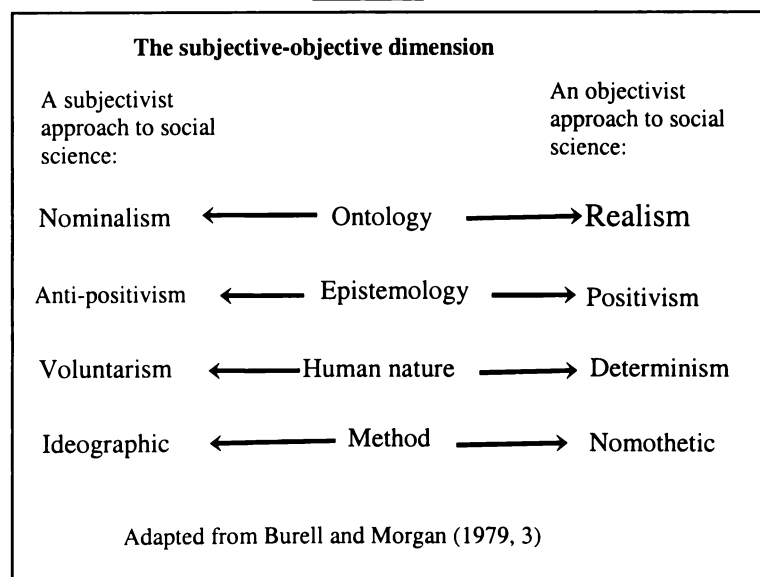 The subjective-objective dimension
A subjectivist
approach to social
science:
An objectivist
approach to social
science:
Nominalism Ontology Realism
Anti-positivism Epistemology Positivism
Voluntarism Human nature Determinism
Ideographic Method Nomothetic
Adapted from Burell and Morgan (1979, 3)